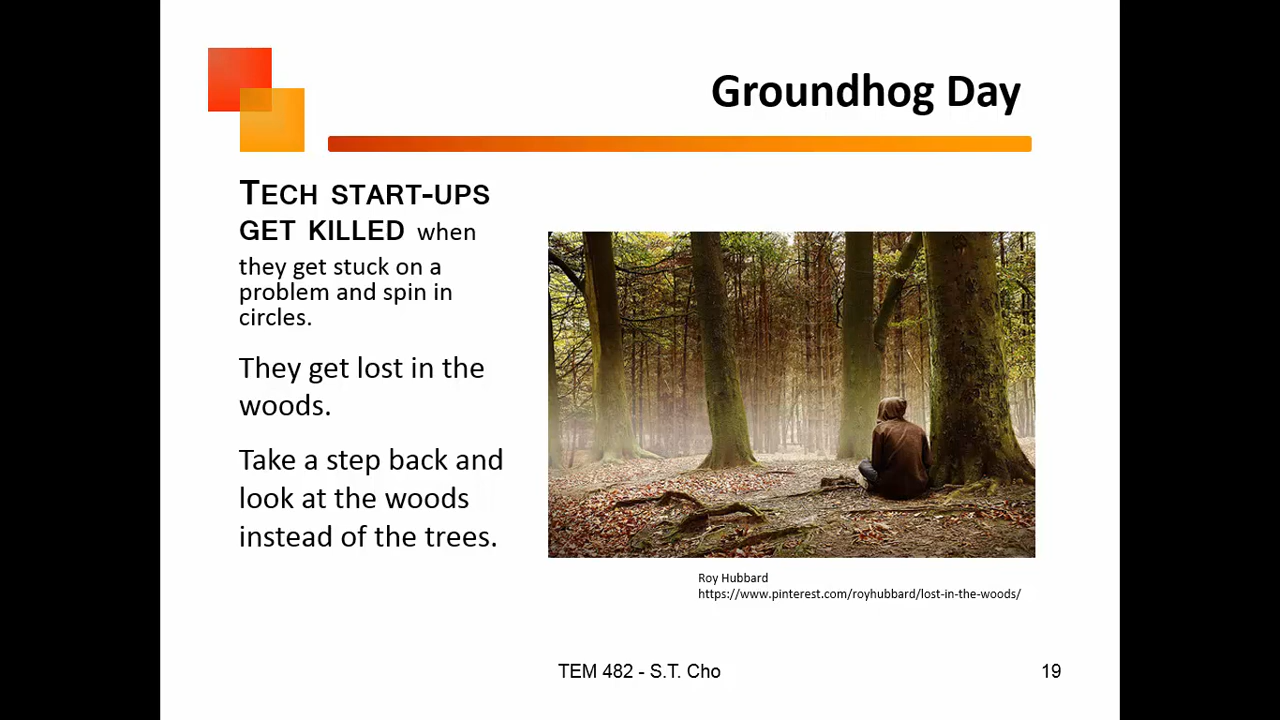 Groundhog Day
TECH START-UPS
GET KILLED when
they get stuck on a
problem and spin in
circles.
They get lost in the
woods.
Take a step back and
look at the woods
instead of the trees.
Roy Hubbard
https://www.pinterest.com/royhubbard/lost-in-the-woods/
TEM 482 - S.T. Cho
19